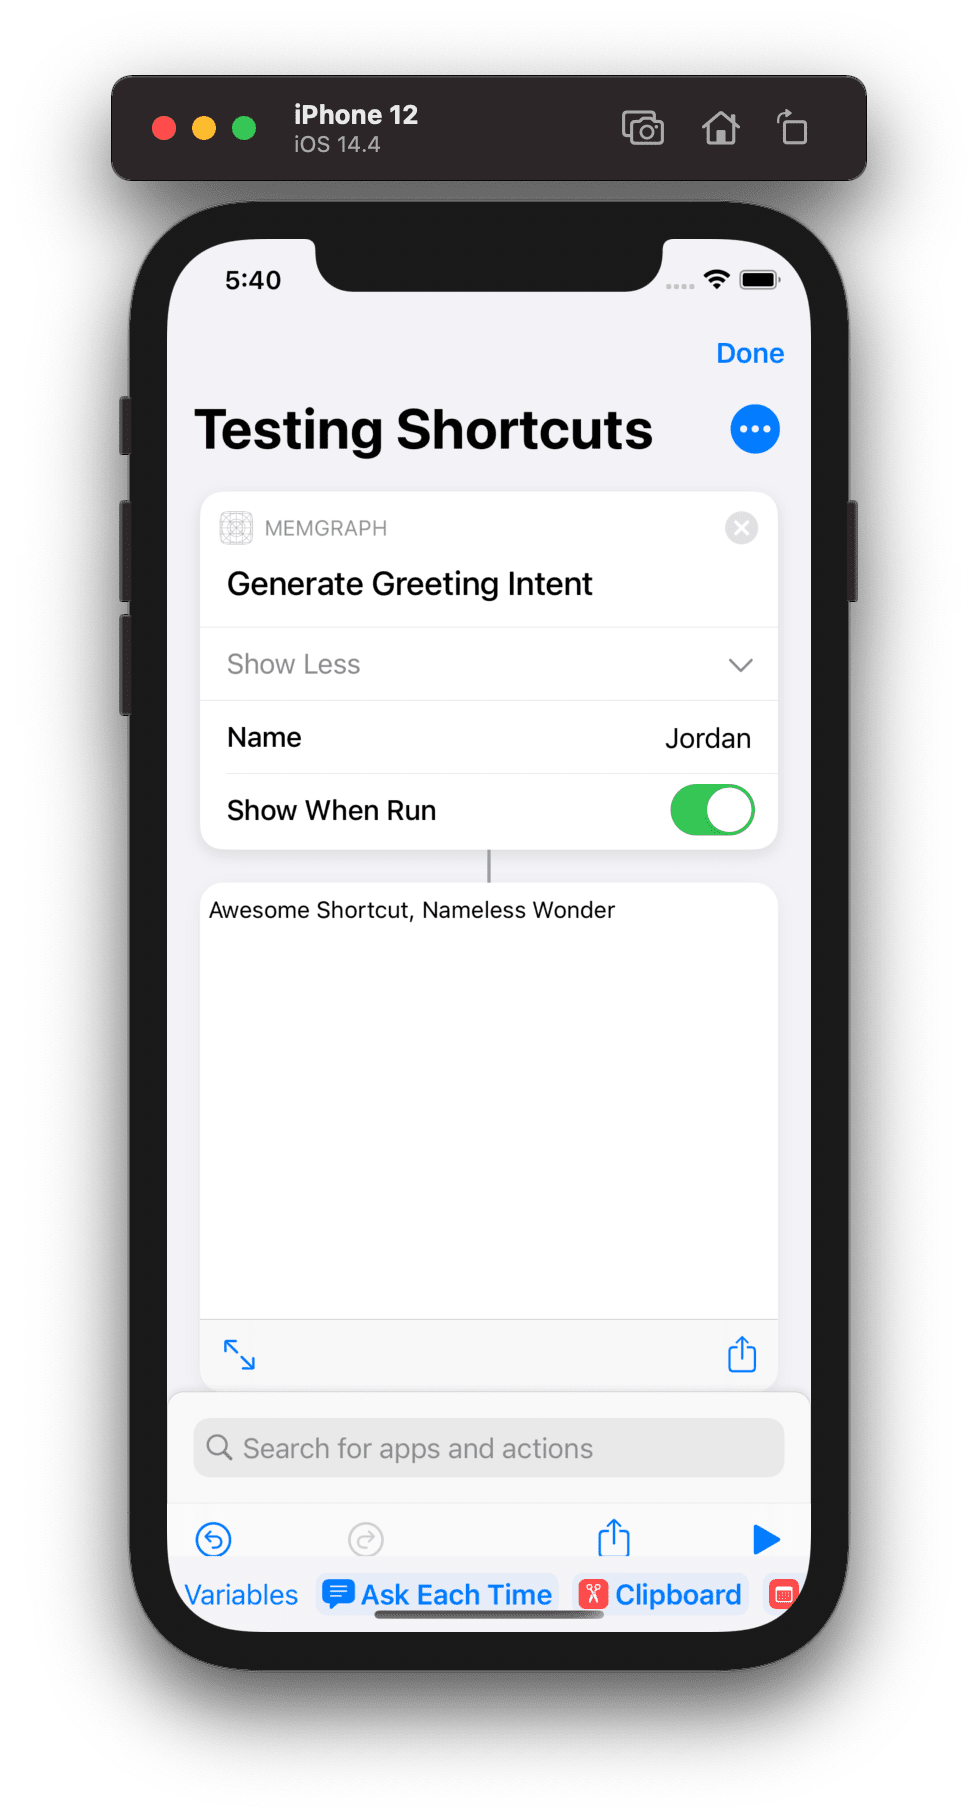 iPhone 12
iOS 14.4
5:40
Done
Testing Shortcuts
MEMGRAPH
Generate Greeting Intent
Show Less
Name Jordan
Show When Run
Awesome Shortcut, Nameless Wonder
Search for apps and actions
Variables Ask Each Time Clipboard